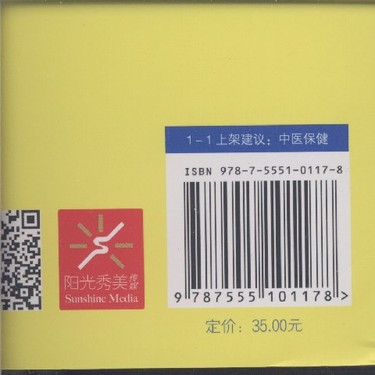 1-1上架建议：中医保健
ISBN 978-7-5551-0117-8
9 787555 101178 >
定价：35.00元
阳光秀美传媒
Sunshine Media